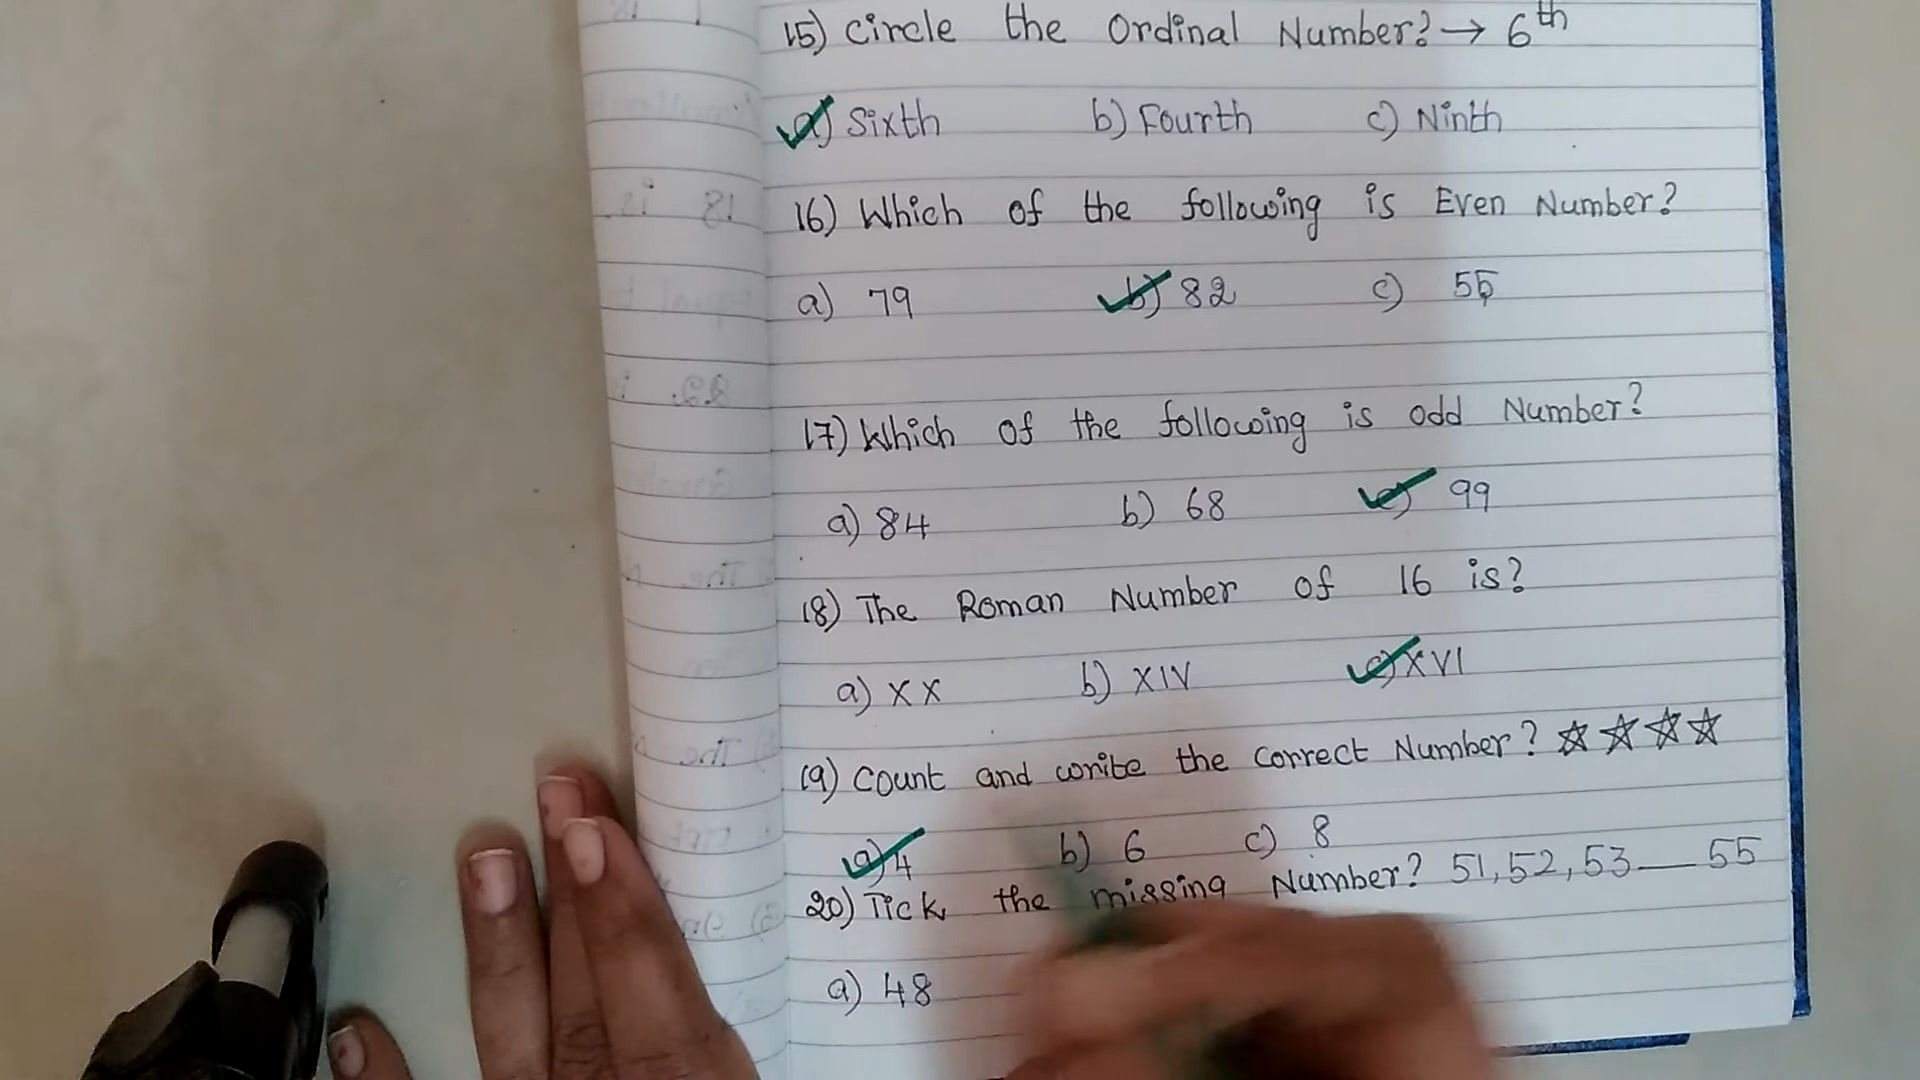 15) Circle the Ordinal Number? → 6th
a) Sixth b) Fourth c) Ninth
16) Which of the following is Even Number?
a) 79 b) 82 c) 55
17) Which of the following is odd Number?
a) 84 b) 68 c) 99
18) The Roman Number of 16 is?
a) XX b) XIV c) XVI
19) Count and write the Correct Number? ☆ ☆ ☆ ☆
a) 4 b) 6 c) 8
20) Tick the missing Number? 51, 52, 53 __ 55
a) 48